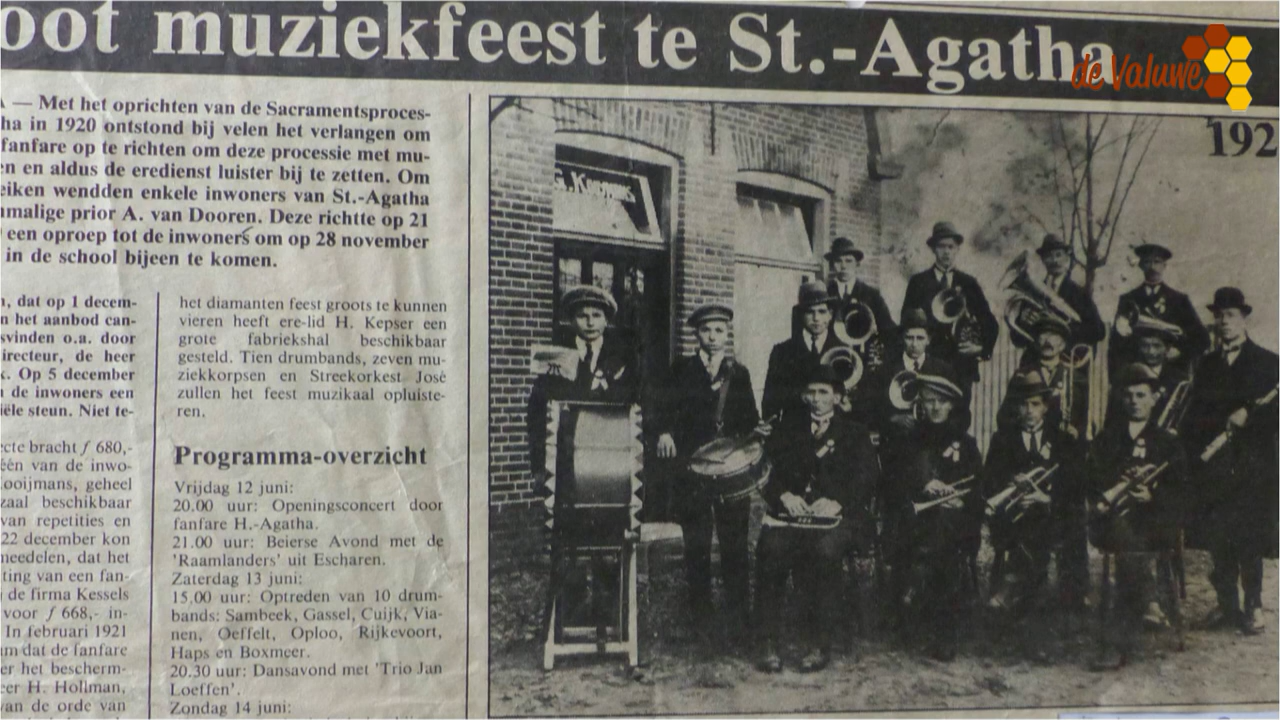 oot muziekfeest te St.-Agatha
de Valuwe
— Met het oprichten van de Sacramentsproces-
ha in 1920 ontstond bij velen het verlangen om
fanfare op te richten om deze processie met mu-
en en aldus de eredienst luister bij te zetten. Om
eiken wendden enkele inwoners van St.-Agatha
malige prior A. van Dooren. Deze richtte op 21
een oproep tot de inwoners om op 28 november
in de school bijeen te komen.
n, dat op 1 decem-
n het aanbod can-
svinden o.a. door
irecteur, de heer
k. Op 5 december
de inwoners een
iële steun. Niet te-
ecte bracht ƒ 680,-
één van de inwo-
ooijmans, geheel
zaal beschikbaar
van repetities en
22 december kon
needelen, dat het
ting van een fan-
de firma Kessels
voor ƒ 668,- in-
In februari 1921
m dat de fanfare
er het bescherm-
eer H. Hollman,
van de orde van
het diamanten feest groots te kunnen
vieren heeft ere-lid H. Kepser een
grote fabriekshal beschikbaar
gesteld. Tien drumbands, zeven mu-
ziekkorpsen en Streekorkest José
zullen het feest muzikaal opluiste-
ren.
Programma-overzicht
Vrijdag 12 juni:
20.00 uur: Openingsconcert door
fanfare H.-Agatha.
21.00 uur: Beierse Avond met de
'Raamlanders' uit Escharen.
Zaterdag 13 juni:
15.00 uur: Optreden van 10 drum-
bands: Sambeek, Gassel, Cuijk, Via-
nen, Oeffelt, Oploo, Rijkevoort,
Haps en Boxmeer.
20.30 uur: Dansavond met 'Trio Jan
Loeffen'.
Zondag 14 juni:
192